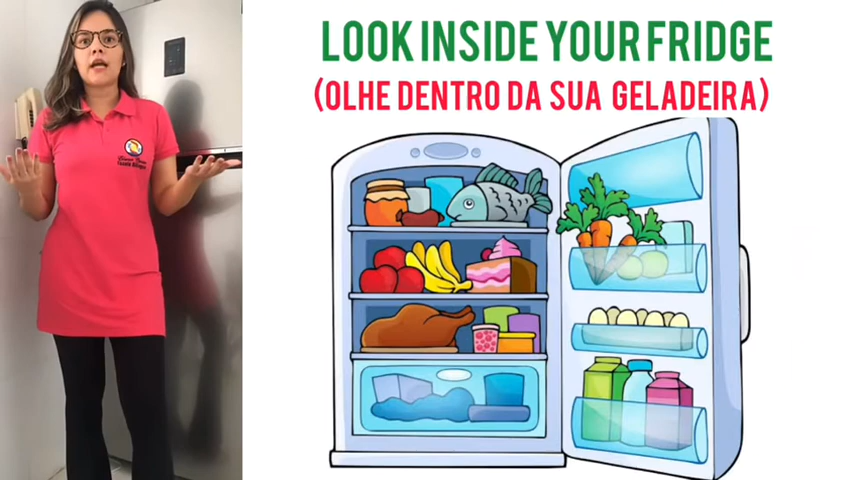 LOOK INSIDE YOUR FRIDGE
(OLHE DENTRO DA SUA GELADEIRA)